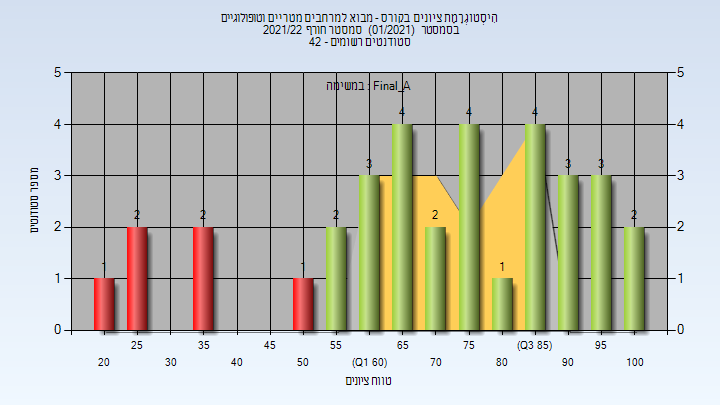 היסטוגרמת ציונים בקורס - מבוא למרחבים מטריים וטופולוגיים
בסמסטר (01/2021) סמסטר חורף 2021/22
סטודנטים רשומים - 42
במשימה : Final_A
מספר סטודנטים
5 5
4 4
3 3
2 2
1 1
0 0
1 2 2 1 2 3 4 2 4 1 4 3 3 2
25 35 45 55 65 75 (Q3 85) 95
20 30 40 50 (Q1 60) 70 80 90 100
טווח ציונים